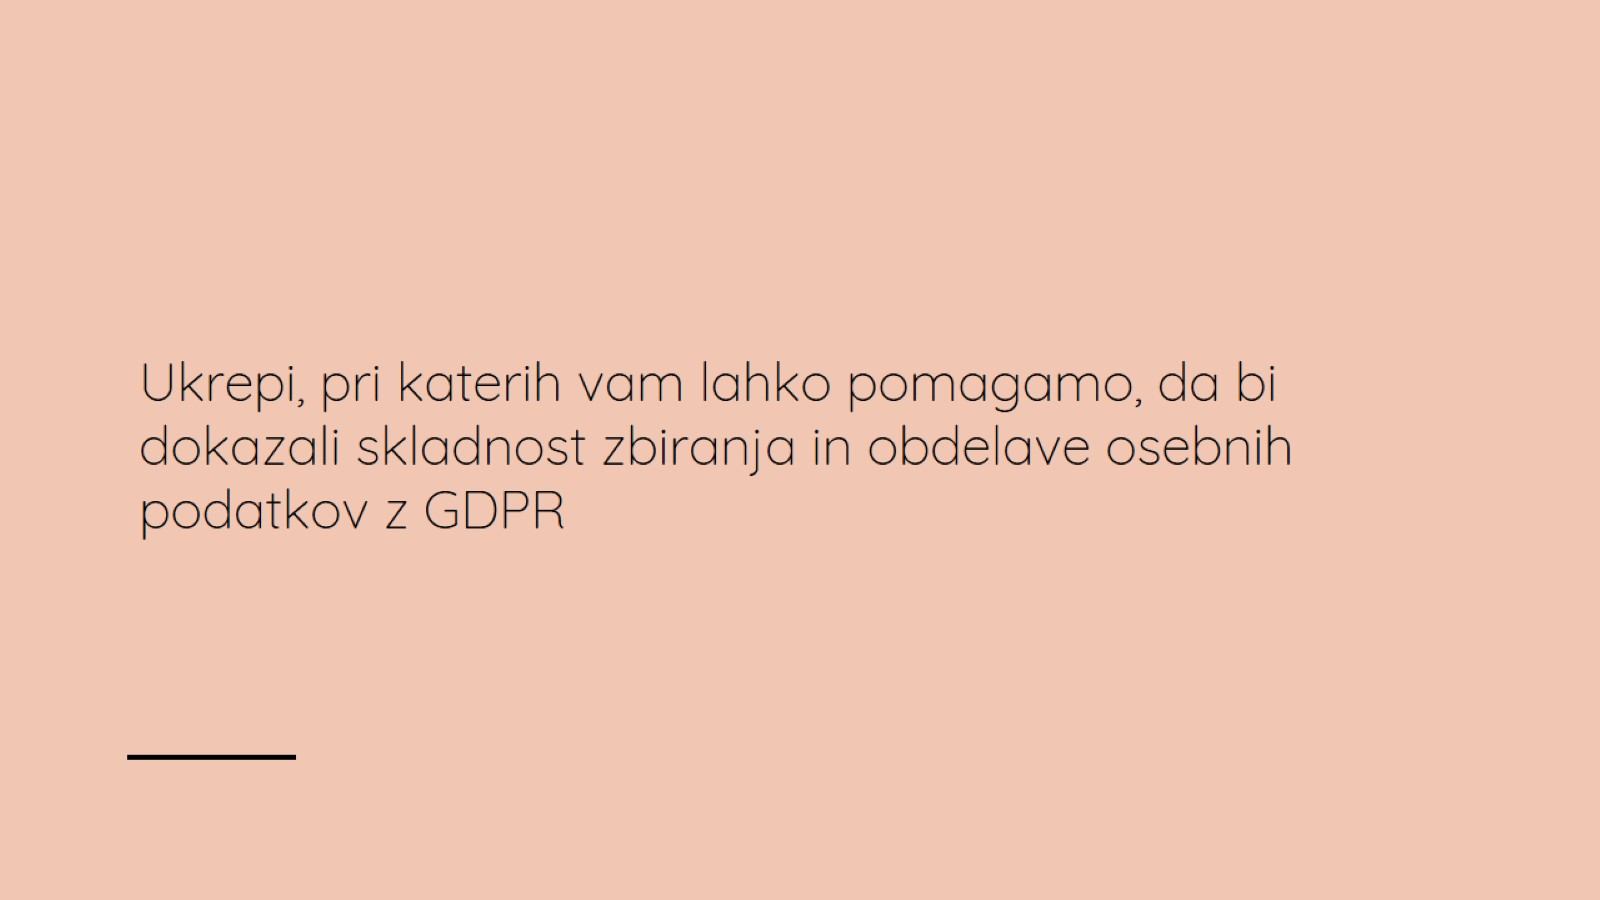 Ukrepi, pri katerih vam lahko pomagamo, da bi
dokazali skladnost zbiranja in obdelave osebnih
podatkov z GDPR